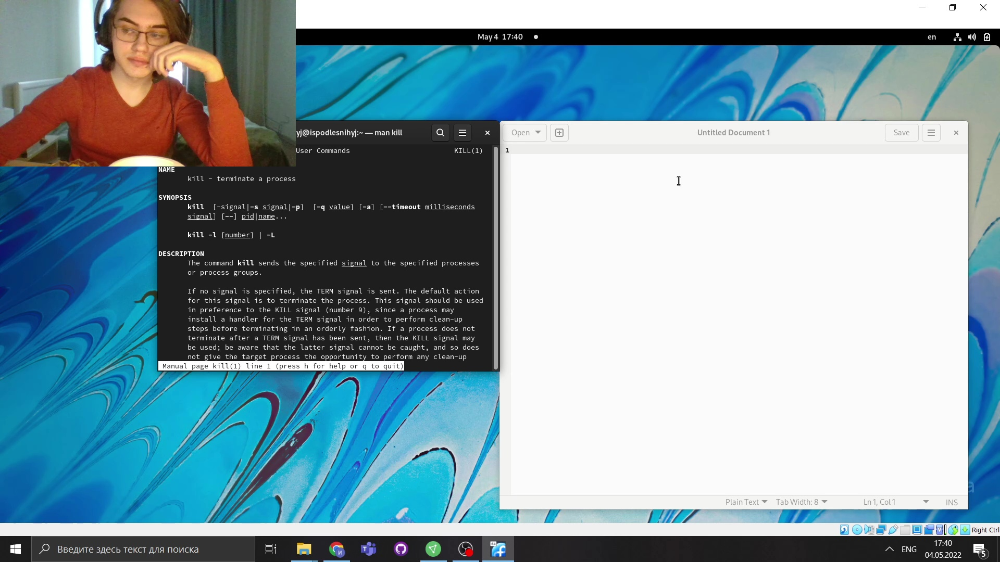 May 4 17:40
en
yj@ispodlesnihyj:~ — man kill
User Commands KILL(1)
NAME
kill - terminate a process
SYNOPSIS
kill [-signal|-s signal|-p] [-q value] [-a] [--timeout milliseconds
signal] [--] pid|name...
kill -l [number] | -L
DESCRIPTION
The command kill sends the specified signal to the specified processes
or process groups.
If no signal is specified, the TERM signal is sent. The default action
for this signal is to terminate the process. This signal should be used
in preference to the KILL signal (number 9), since a process may
install a handler for the TERM signal in order to perform clean-up
steps before terminating in an orderly fashion. If a process does not
terminate after a TERM signal has been sent, then the KILL signal may
be used; be aware that the latter signal cannot be caught, and so does
not give the target process the opportunity to perform any clean-up
Manual page kill(1) line 1 (press h for help or q to quit)
Open
Untitled Document 1
Save
1
Plain Text Tab Width: 8 Ln 1, Col 1 INS
Right Ctrl
Введите здесь текст для поиска
64
ENG
17:40
04.05.2022
5